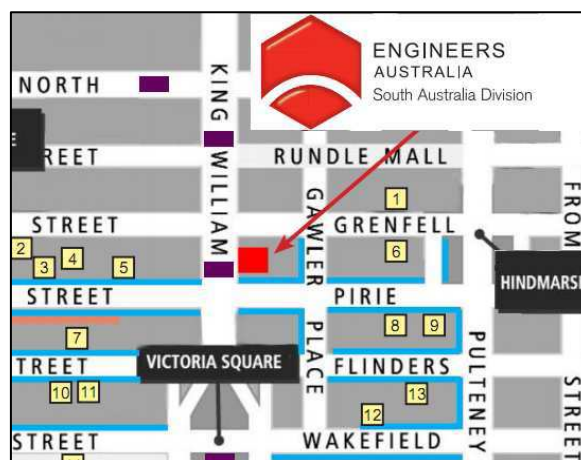 ENGINEERS
AUSTRALIA
South Australia Division
NORTH
KING WILLIAM
REET
RUNDLE MALL
GAWLER PLACE
1
FROM
STREET
GRENFELL
2
3
4
5
6
HINDMARSH
STREET
PIRIE
7
8
9
PULTENEY
TREET
VICTORIA SQUARE
FLINDERS
10
11
12
13
STREET
STREET
WAKEFIELD